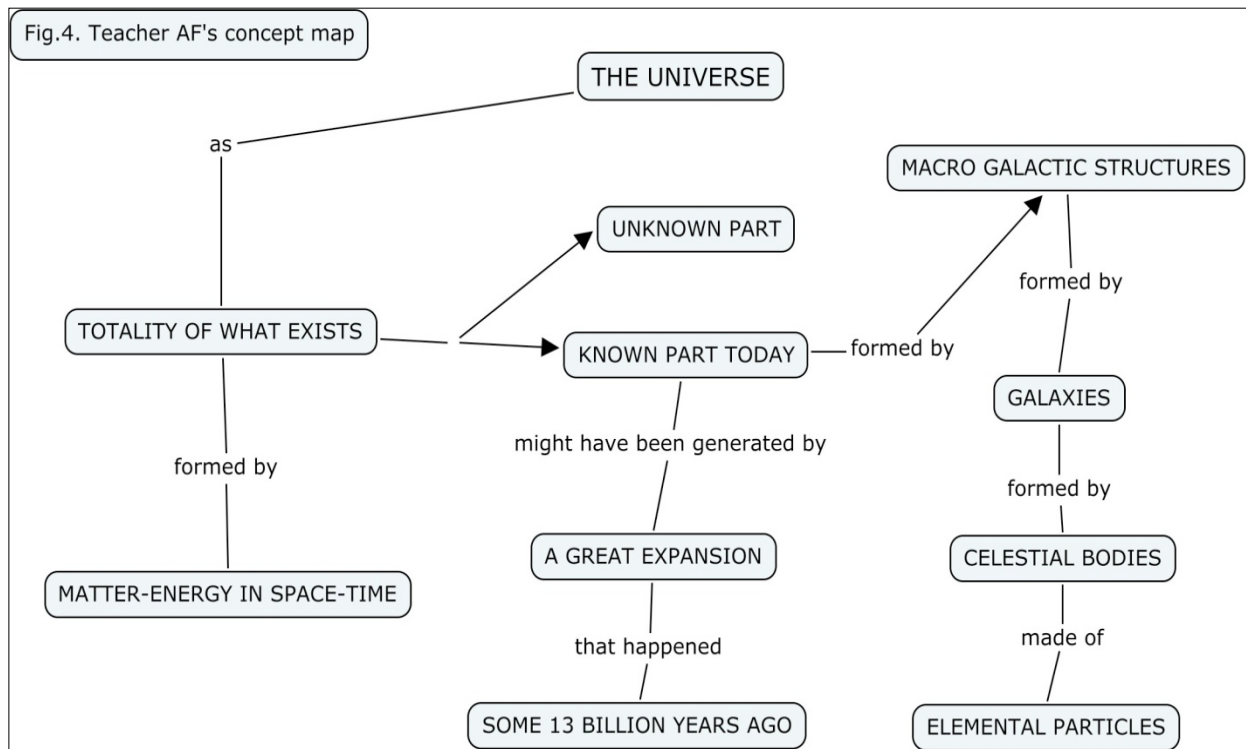 Fig.4. Teacher AF's concept map
THE UNIVERSE
as
MACRO GALACTIC STRUCTURES
UNKNOWN PART
formed by
TOTALITY OF WHAT EXISTS
KNOWN PART TODAY
formed by
GALAXIES
might have been generated by
formed by
formed by
A GREAT EXPANSION
CELESTIAL BODIES
MATTER-ENERGY IN SPACE-TIME
that happened
made of
SOME 13 BILLION YEARS AGO
ELEMENTAL PARTICLES